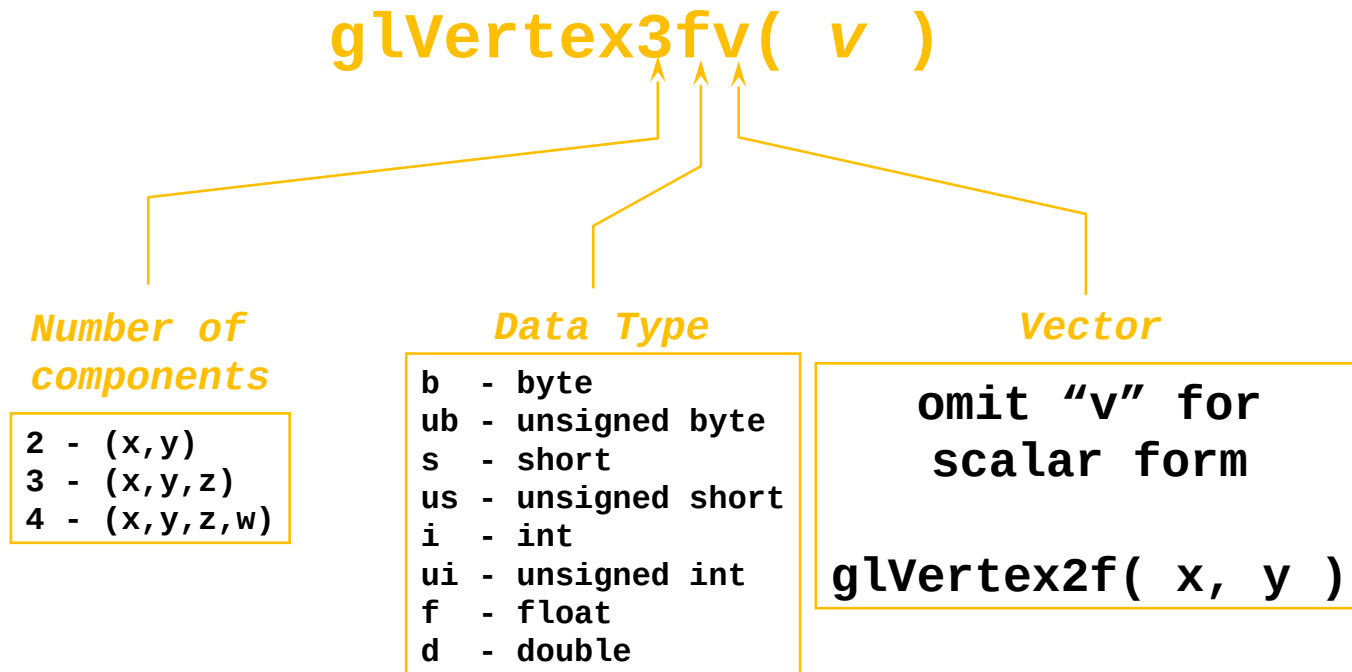 glVertex3fv( v )
Number of
components
2 - (x,y)
3 - (x,y,z)
4 - (x,y,z,w)
Data Type
b  - byte
ub - unsigned byte
s  - short
us - unsigned short
i  - int
ui - unsigned int
f  - float
d  - double
Vector
omit “v” for
scalar form
glVertex2f( x, y )